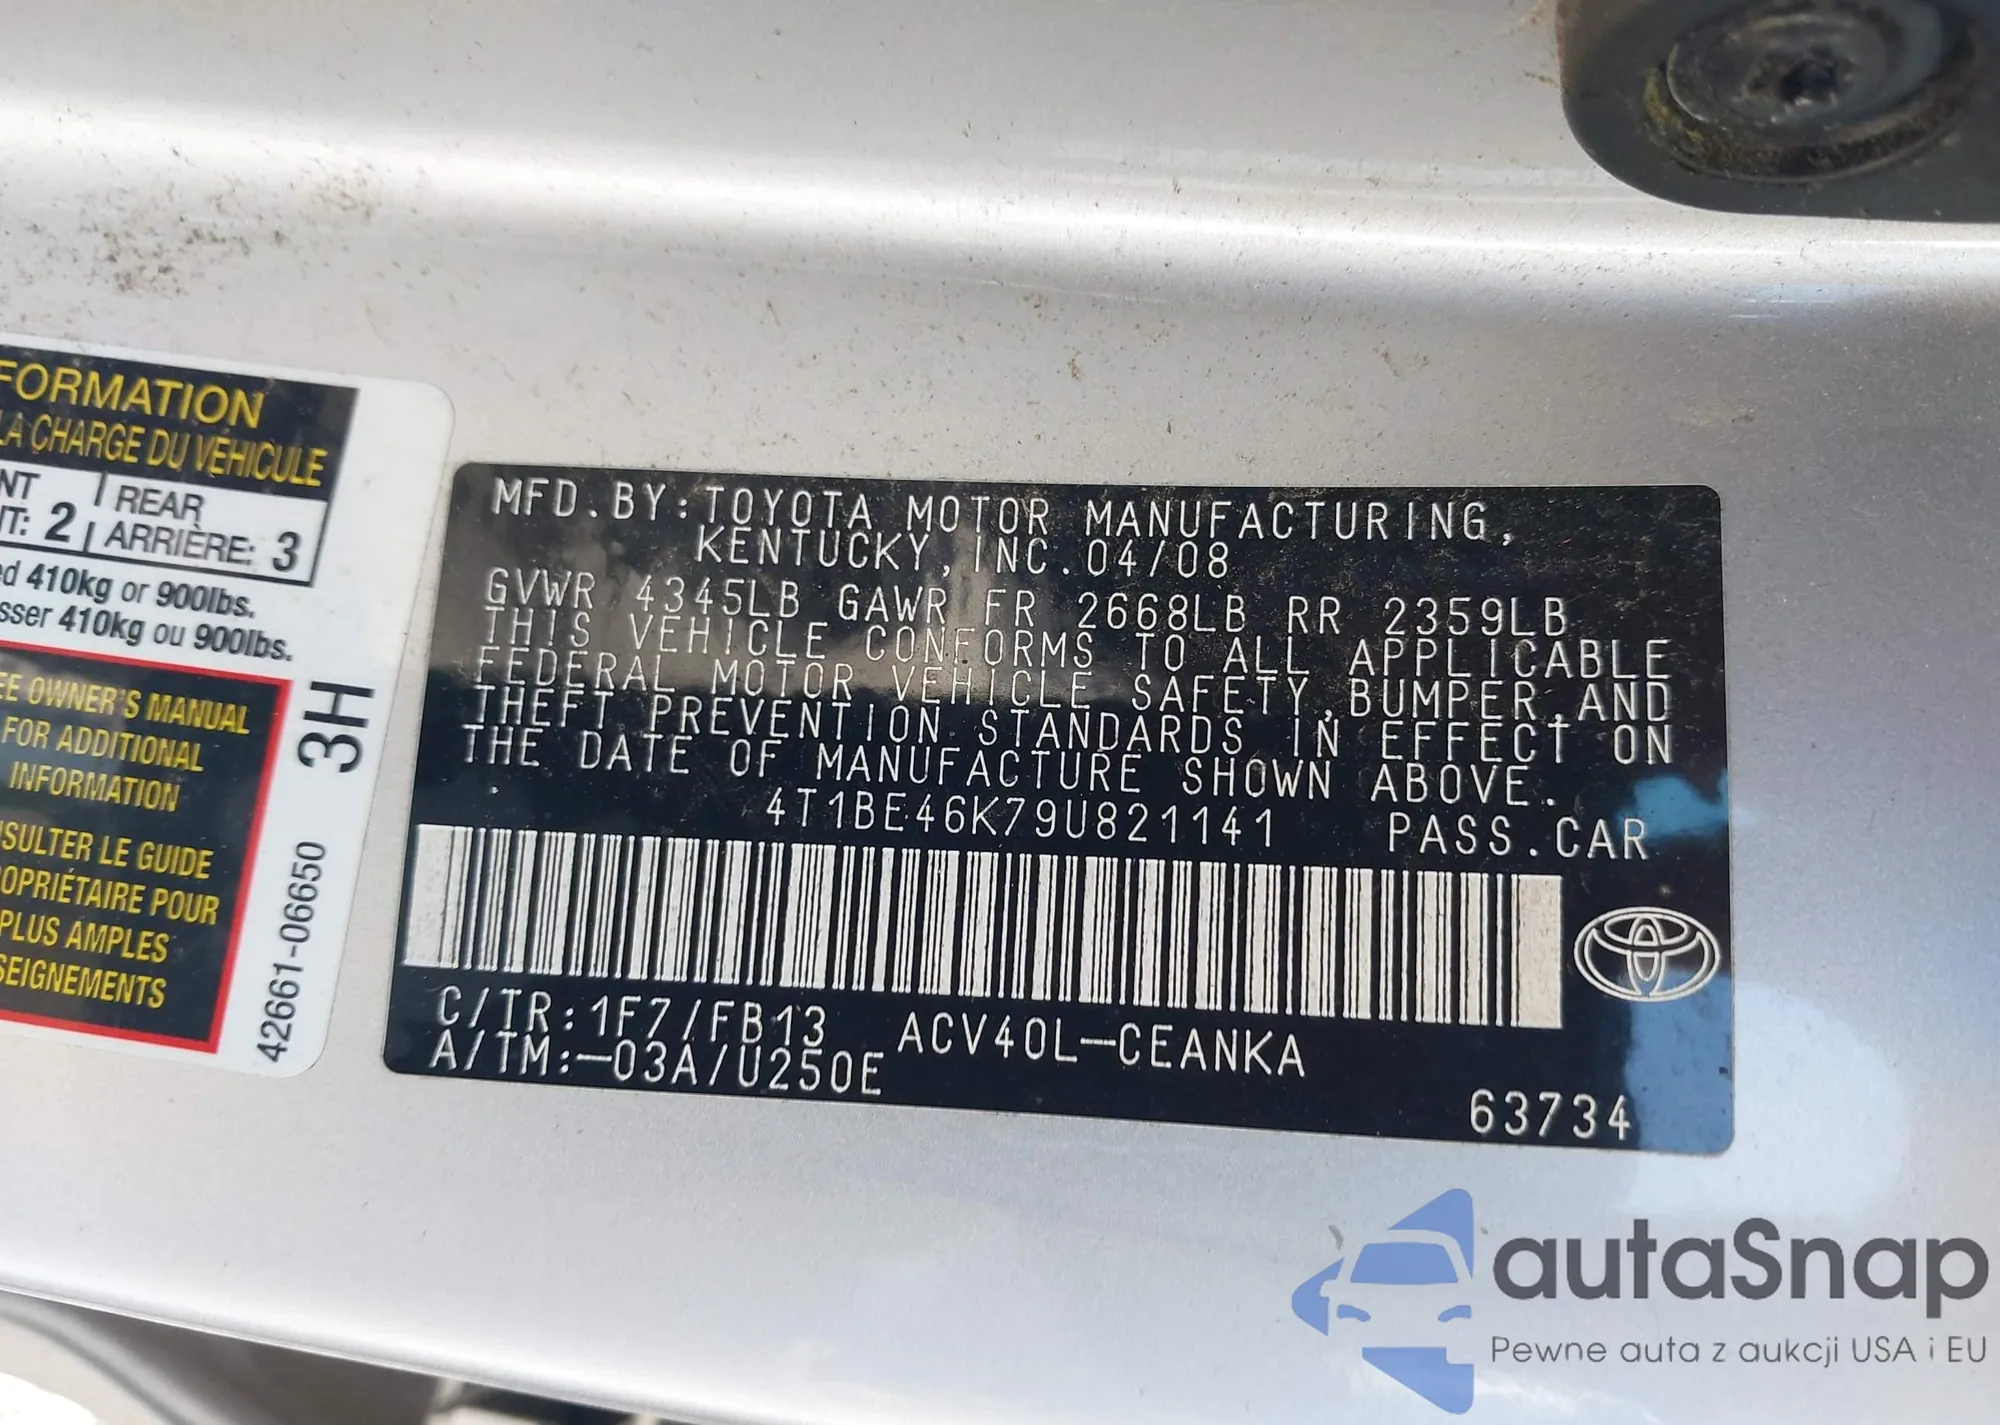 FORMATION
LA CHARGE DU VÉHICULE
NT 2 REAR
T: ARRIÈRE: 3
ed 410kg or 900lbs.
sser 410kg ou 900lbs.
EE OWNER'S MANUAL
FOR ADDITIONAL
INFORMATION
NSULTER LE GUIDE
OPRIÉTAIRE POUR
PLUS AMPLES
SEIGNEMENTS
3H
42661-06650
MFD.BY:TOYOTA MOTOR MANUFACTURING,
KENTUCKY,INC.04/08
GVWR 4345LB GAWR FR 2668LB RR 2359LB
THIS VEHICLE CONFORMS TO ALL APPLICABLE
FEDERAL MOTOR VEHICLE SAFETY,BUMPER,AND
THEFT PREVENTION STANDARDS IN EFFECT ON
THE DATE OF MANUFACTURE SHOWN ABOVE.
4T1BE46K79U821141 PASS.CAR
C/TR:1F7/FB13 ACV40L-CEANKA
A/TM:-03A/U250E
63734
autaSnap
Pewne auta z aukcji USA i EU